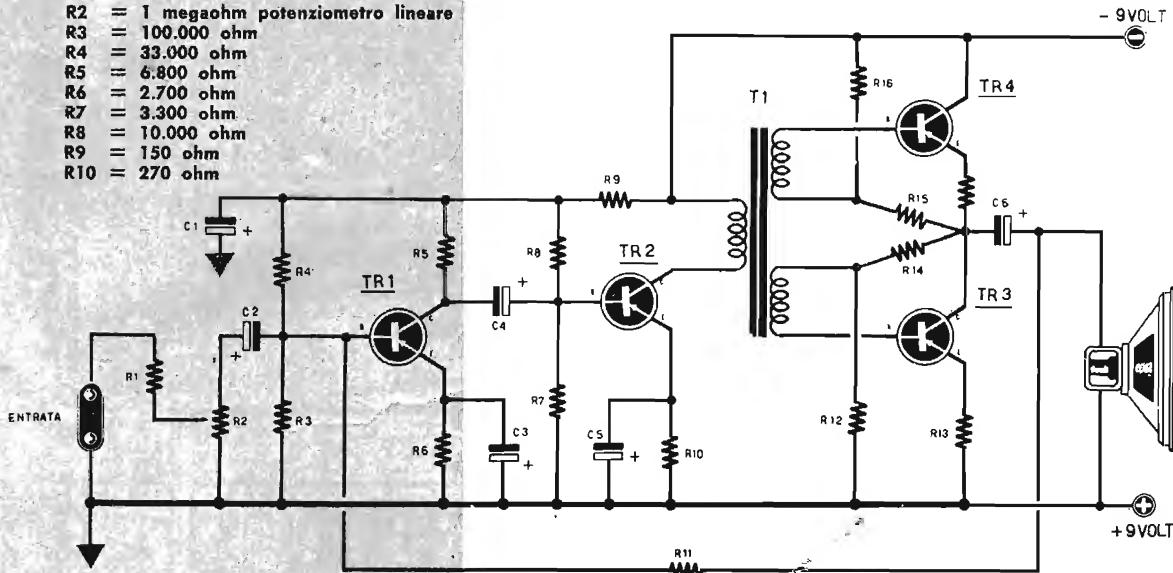 R2 = 1 megaohm potenziometro lineare
R3 = 100.000 ohm
R4 = 33.000 ohm
R5 = 6.800 ohm
R6 = 2.700 ohm
R7 = 3.300 ohm
R8 = 10.000 ohm
R9 = 150 ohm
R10 = 270 ohm
- 9VOLT
R16
TR4
T1
R9
R15
C6
+
C1
+
R4
R5
R8
TR2
R14
TR1
C4
+
TR3
C2
+
R1
ENTRATA
R2
R3
R7
R12
R13
R6
C3
+
C5
+
R10
+9VOLT
R11